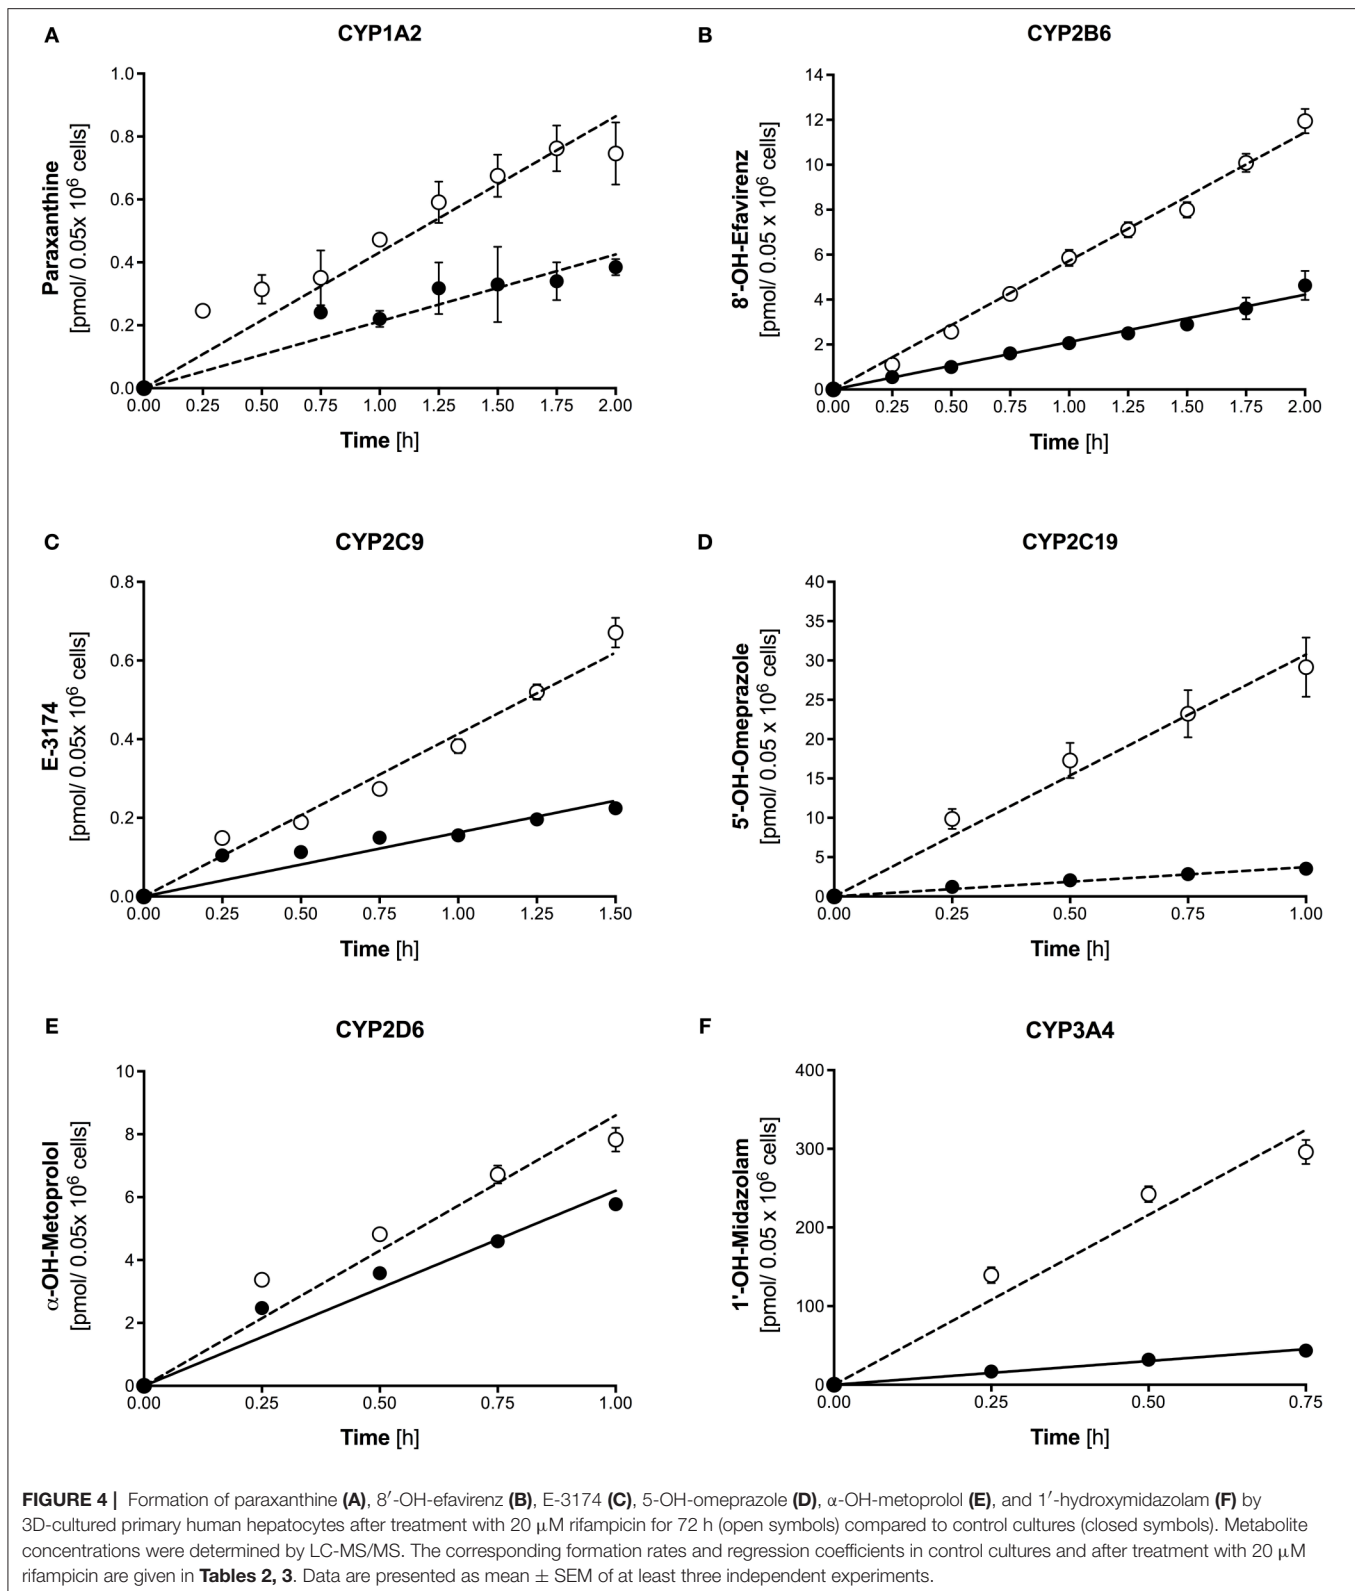 A
CYP1A2
Paraxanthine
[pmol/ 0.05x 10⁶ cells]
1.0
0.8
0.6
0.4
0.2
0.0
0.00 0.25 0.50 0.75 1.00 1.25 1.50 1.75 2.00
Time [h]
B
CYP2B6
8'-OH-Efavirenz
[pmol/ 0.05 x 10⁶ cells]
14
12
10
8
6
4
2
0
0.00 0.25 0.50 0.75 1.00 1.25 1.50 1.75 2.00
Time [h]
C
CYP2C9
E-3174
[pmol/ 0.05x 10⁶ cells]
0.8
0.6
0.4
0.2
0.0
0.00 0.25 0.50 0.75 1.00 1.25 1.50
Time [h]
D
CYP2C19
5'-OH-Omeprazole
[pmol/ 0.05 x 10⁶ cells]
40
35
30
25
20
15
10
5
0
0.00 0.25 0.50 0.75 1.00
Time [h]
E
CYP2D6
α-OH-Metoprolol
[pmol/ 0.05x 10⁶ cells]
10
8
6
4
2
0
0.00 0.25 0.50 0.75 1.00
Time [h]
F
CYP3A4
1'-OH-Midazolam
[pmol/ 0.05 x 10⁶ cells]
400
300
200
100
0
0.00 0.25 0.50 0.75
Time [h]
FIGURE 4 | Formation of paraxanthine (A), 8′-OH-efavirenz (B), E-3174 (C), 5-OH-omeprazole (D), α-OH-metoprolol (E), and 1′-hydroxymidazolam (F) by
3D-cultured primary human hepatocytes after treatment with 20 μM rifampicin for 72 h (open symbols) compared to control cultures (closed symbols). Metabolite
concentrations were determined by LC-MS/MS. The corresponding formation rates and regression coefficients in control cultures and after treatment with 20 μM
rifampicin are given in Tables 2, 3. Data are presented as mean ± SEM of at least three independent experiments.